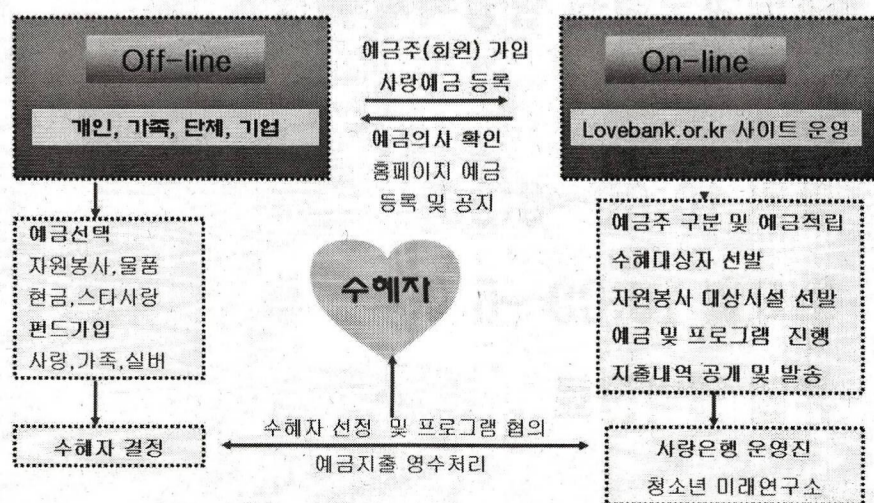 Off-line
개인, 가족, 단체, 기업
예금주(회원) 가입
사랑예금 등록
예금의사 확인
홈페이지 예금
등록 및 공지
On-line
Lovebank.or.kr 사이트 운영
예금선택
자원봉사,물품
현금,스타사랑
펀드가입
사랑,가족,실버
수혜자
예금주 구분 및 예금적립
수혜대상자 선발
자원봉사 대상시설 선발
예금 및 프로그램 진행
지출내역 공개 및 발송
수혜자 결정
수혜자 선정 및 프로그램 협의
예금지출 영수처리
사랑은행 운영진
청소년 미래연구소